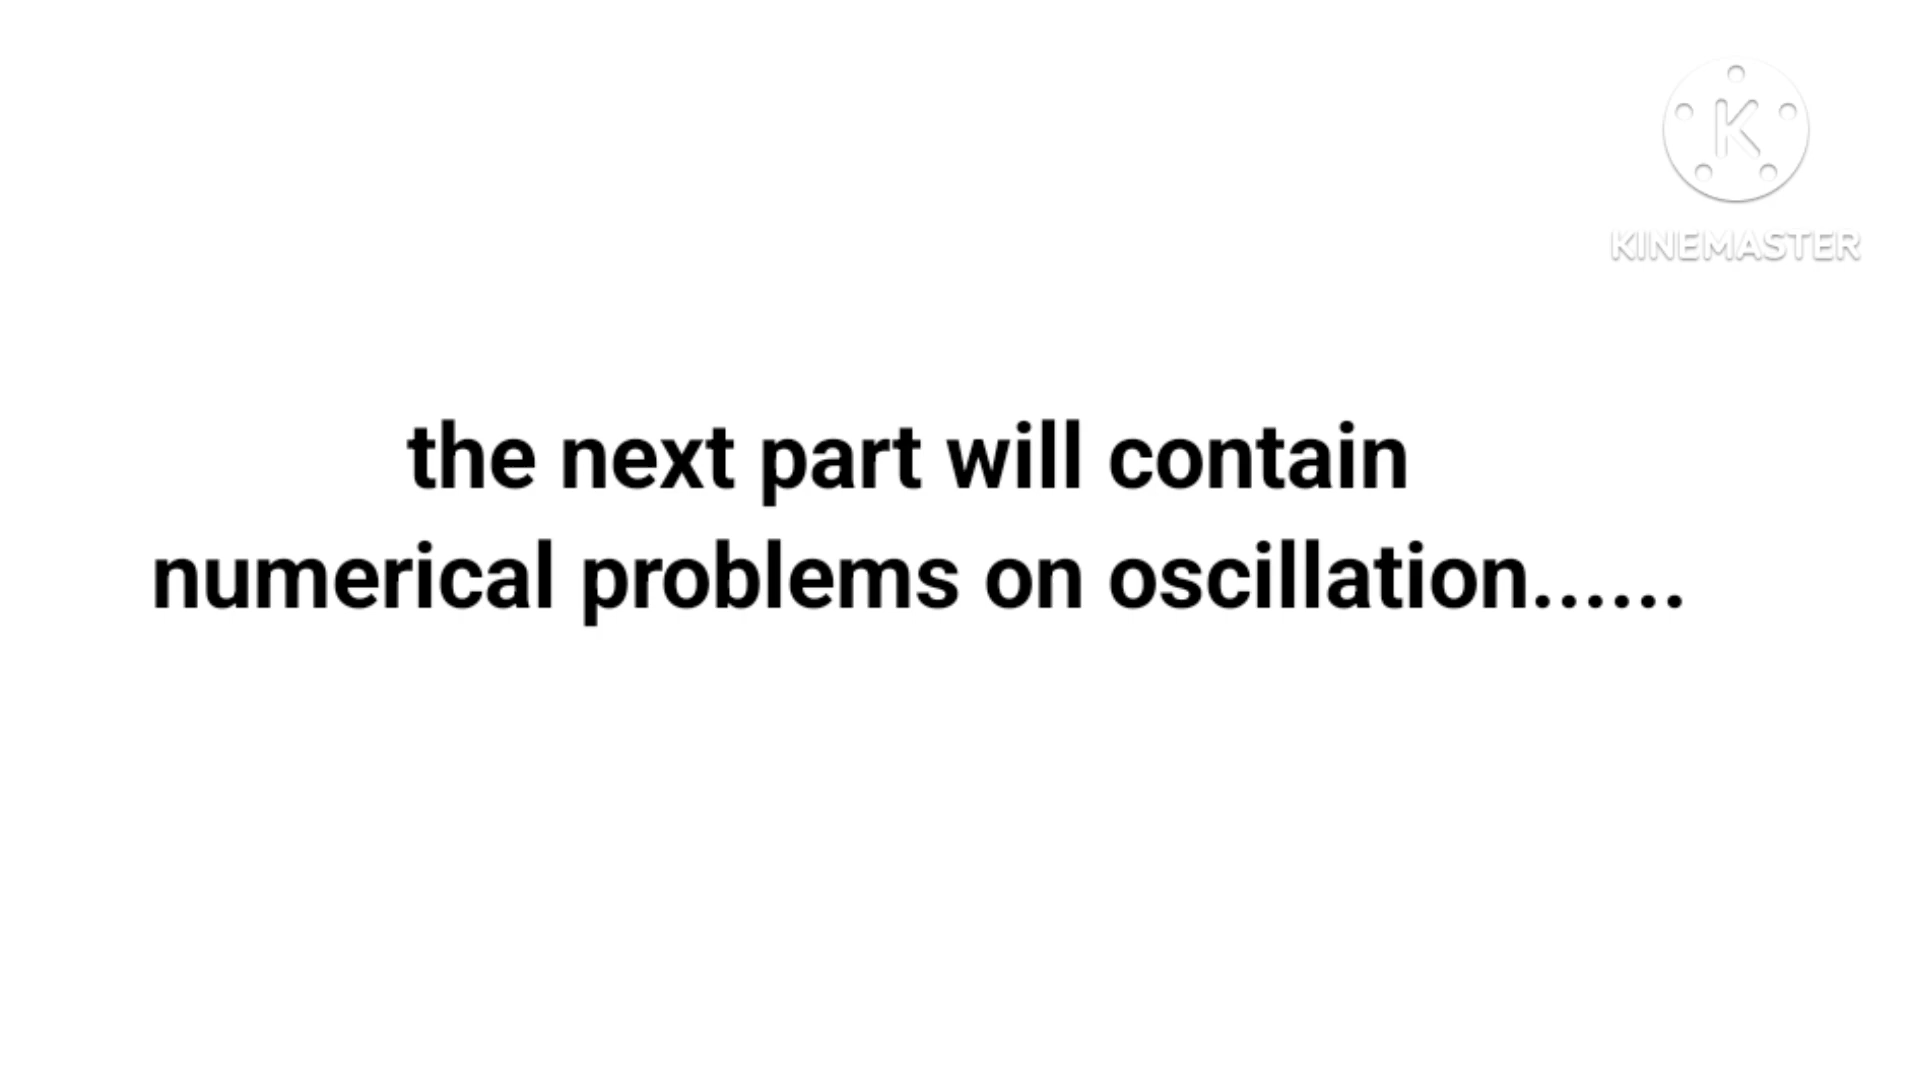 K
KINEMASTER
the next part will contain
numerical problems on oscillation......